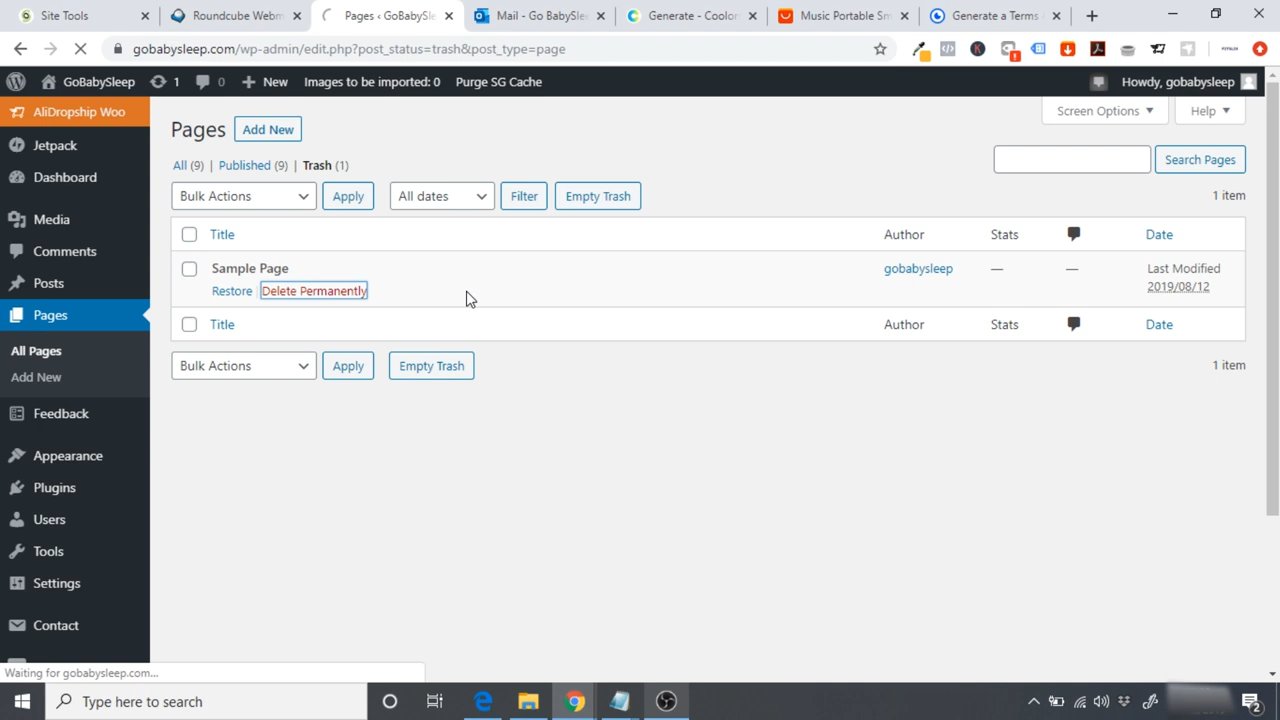 Site Tools
Roundcube Webm
Pages ‹ GoBabySle
Mail - Go BabySle
Generate - Coolor
Music Portable Sm
Generate a Terms o
gobabysleep.com/wp-admin/edit.php?post_status=trash&post_type=page
GoBabySleep
1
0
New
Images to be imported: 0
Purge SG Cache
Howdy, gobabysleep
AliDropship Woo
Jetpack
Dashboard
Media
Comments
Posts
Pages
All Pages
Add New
Feedback
Appearance
Plugins
Users
Tools
Settings
Contact
Screen Options
Help
Pages
Add New
All (9) | Published (9) | Trash (1)
Search Pages
Bulk Actions
Apply
All dates
Filter
Empty Trash
1 item
Title
Author
Stats
Date
Sample Page
gobabysleep
—
—
Last Modified
2019/08/12
Restore | Delete Permanently
Title
Author
Stats
Date
Bulk Actions
Apply
Empty Trash
1 item
Waiting for gobabysleep.com...
Type here to search
2